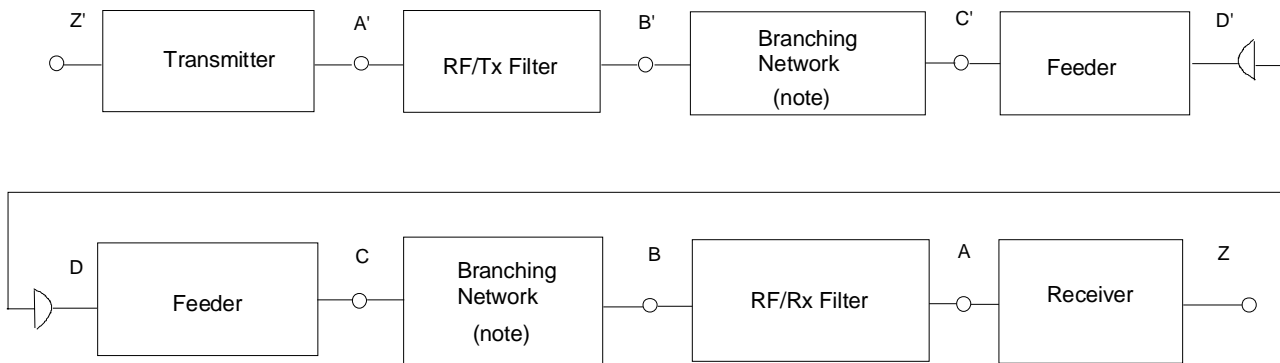 Z'
A'
B'
C'
D'
Transmitter
RF/Tx Filter
Branching
Network
(note)
Feeder
D
C
B
A
Z
Feeder
Branching
Network
(note)
RF/Rx Filter
Receiver